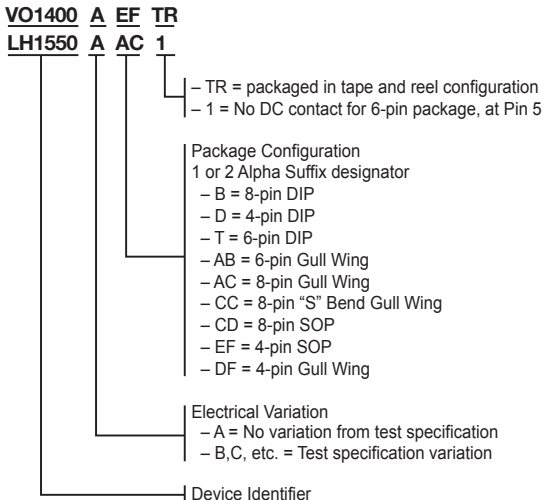 VO1400 A EF TR
LH1550 A AC 1
– TR = packaged in tape and reel configuration
– 1 = No DC contact for 6-pin package, at Pin 5
Package Configuration
1 or 2 Alpha Suffix designator
– B = 8-pin DIP
– D = 4-pin DIP
– T = 6-pin DIP
– AB = 6-pin Gull Wing
– AC = 8-pin Gull Wing
– CC = 8-pin “S” Bend Gull Wing
– CD = 8-pin SOP
– EF = 4-pin SOP
– DF = 4-pin Gull Wing
Electrical Variation
– A = No variation from test specification
– B,C, etc. = Test specification variation
Device Identifier